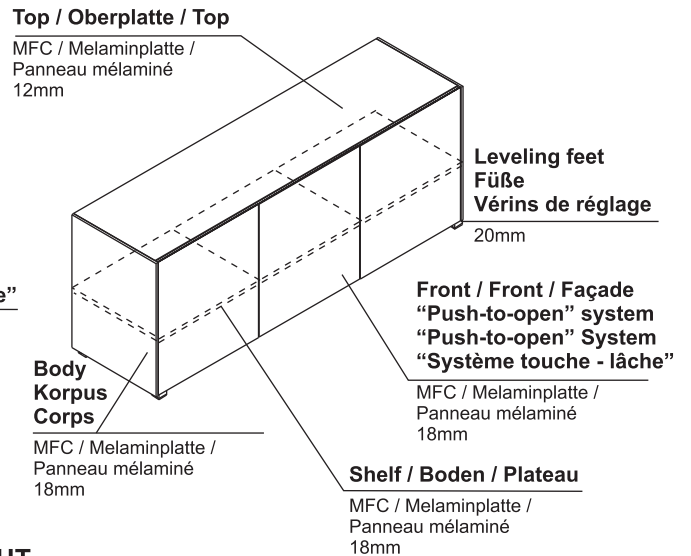 Top / Oberplatte / Top
MFC / Melaminplatte /
Panneau mélaminé
12mm
Leveling feet
Füße
Vérins de réglage
20mm
e”
Front / Front / Façade
“Push-to-open” system
“Push-to-open” System
“Système touche - lâche”
MFC / Melaminplatte /
Panneau mélaminé
18mm
Body
Korpus
Corps
MFC / Melaminplatte /
Panneau mélaminé
18mm
Shelf / Boden / Plateau
MFC / Melaminplatte /
Panneau mélaminé
18mm